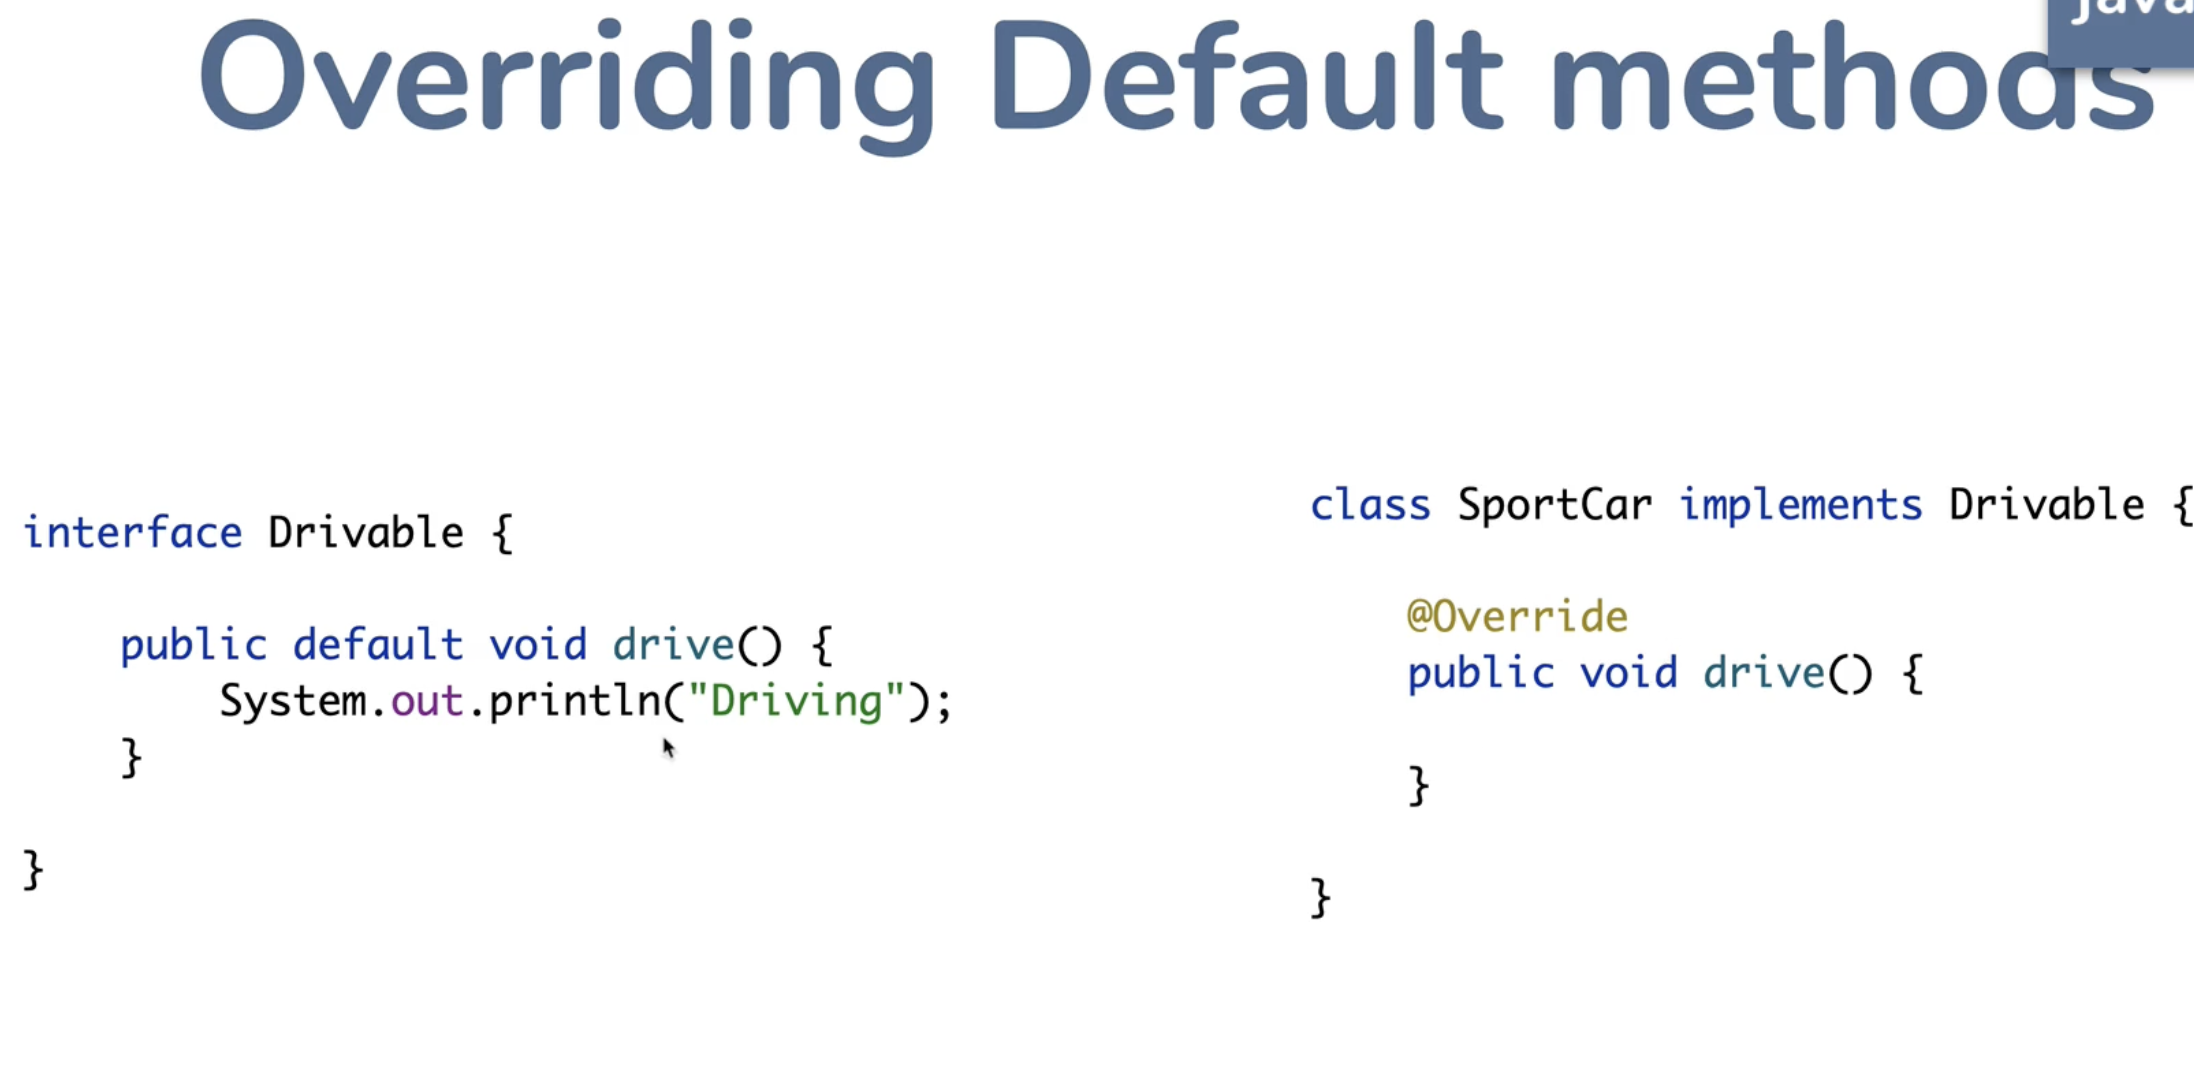 java
Overriding Default methods
interface Drivable {
public default void drive() {
System.out.println("Driving");
}
}
class SportCar implements Drivable {
@Override
public void drive() {
}
}